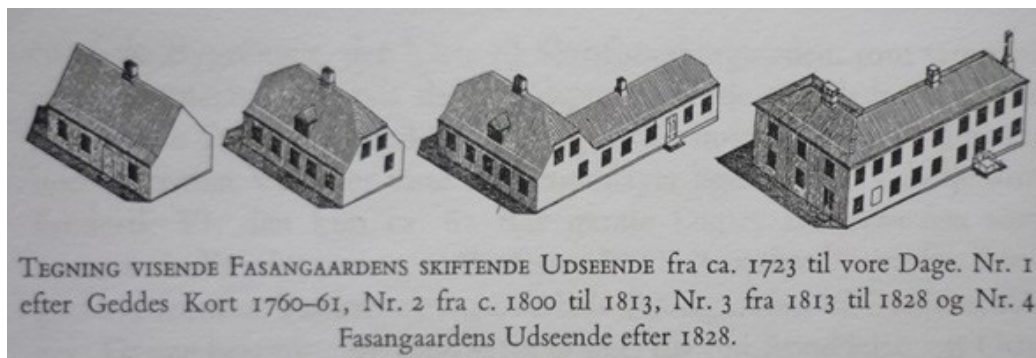 Tegning visende Fasangaardens skiftende Udseende fra ca. 1723 til vore Dage. Nr. 1
efter Geddes Kort 1760–61, Nr. 2 fra c. 1800 til 1813, Nr. 3 fra 1813 til 1828 og Nr. 4
Fasangaardens Udseende efter 1828.